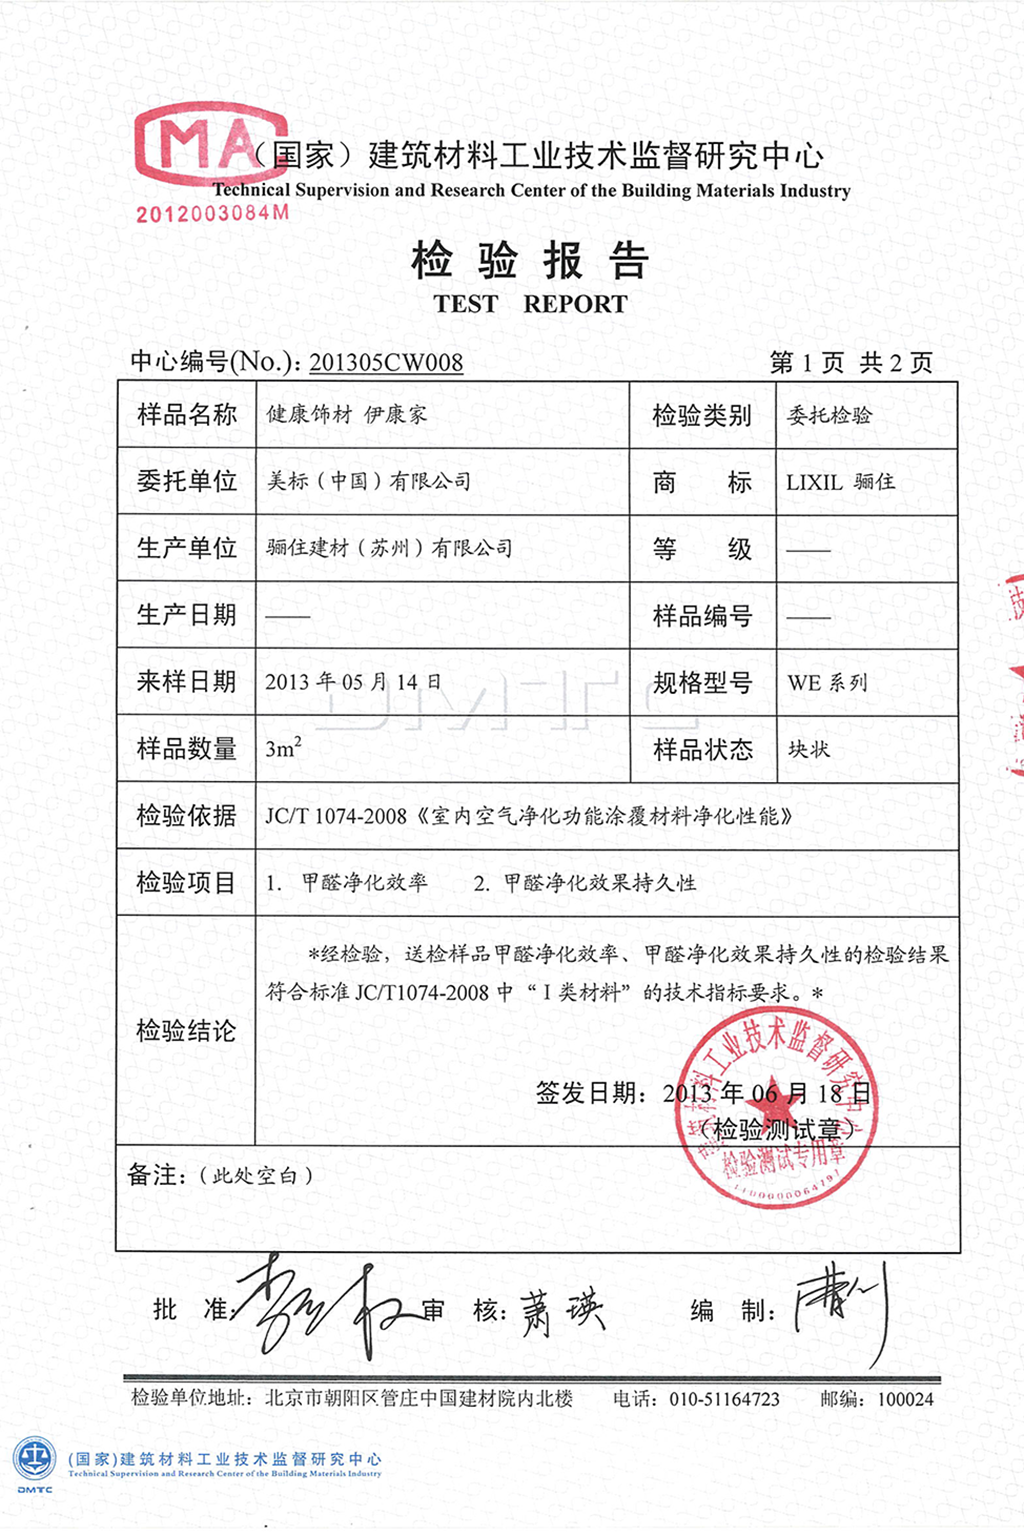 MA
(国家)建筑材料工业技术监督研究中心
Technical Supervision and Research Center of the Building Materials Industry
2012003084M
检验报告
TEST REPORT
中心编号(No.): 201305CW008 第 1 页 共 2 页
样品名称 健康饰材 伊康家 检验类别 委托检验
委托单位 美标(中国)有限公司 商标 LIXIL 骊住
生产单位 骊住建材(苏州)有限公司 等级 ——
生产日期 —— 样品编号 ——
来样日期 2013 年 05 月 14 日 规格型号 WE 系列
样品数量 3m² 样品状态 块状
DMTC
检验依据 JC/T 1074-2008《室内空气净化功能涂覆材料净化性能》
检验项目 1. 甲醛净化效率 2. 甲醛净化效果持久性
*经检验，送检样品甲醛净化效率、甲醛净化效果持久性的检验结果
符合标准 JC/T1074-2008 中“Ⅰ类材料”的技术指标要求。*
检验结论
签发日期: 2013 年 06 月 18 日
(检验测试章)
建筑材料工业技术监督研究中心
检验测试专用章
备注:(此处空白)
批准: 审核: 萧瑛 编制:
检验单位地址: 北京市朝阳区管庄中国建材院内北楼 电话: 010-51164723 邮编: 100024
(国家)建筑材料工业技术监督研究中心
Technical Supervision and Research Center of the Building Materials Industry
DMTC